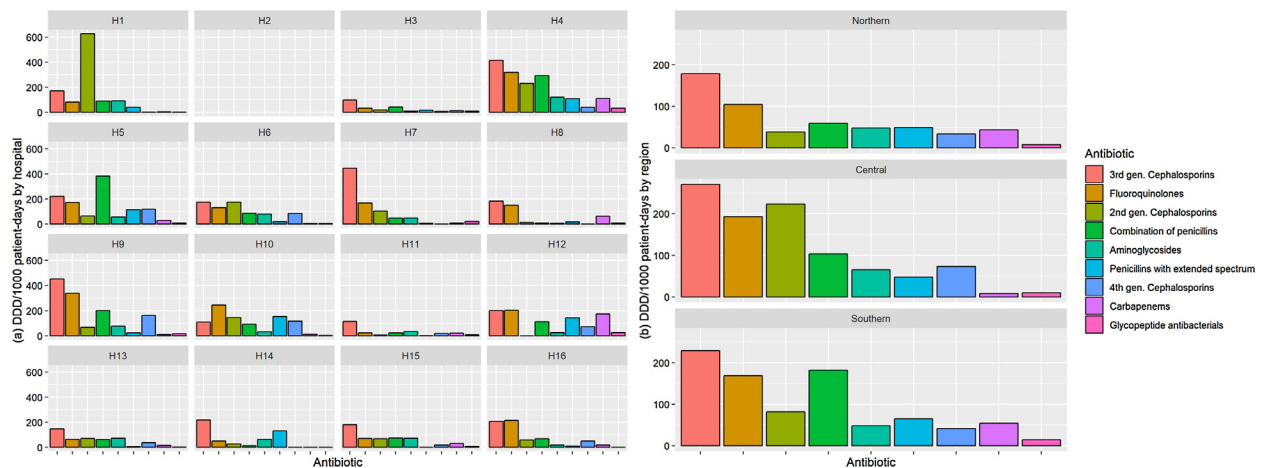 H1 H2 H3 H4
600
400
200
0
H5 H6 H7 H8
600
400
200
0
H9 H10 H11 H12
600
400
200
0
H13 H14 H15 H16
600
400
200
0
(a) DDD/1000 patient-days by hospital
Antibiotic
Northern
200
100
0
Central
200
100
0
Southern
200
100
0
(b) DDD/1000 patient-days by region
Antibiotic
Antibiotic
3rd gen. Cephalosporins
Fluoroquinolones
2nd gen. Cephalosporins
Combination of penicillins
Aminoglycosides
Penicillins with extended spectrum
4th gen. Cephalosporins
Carbapenems
Glycopeptide antibacterials